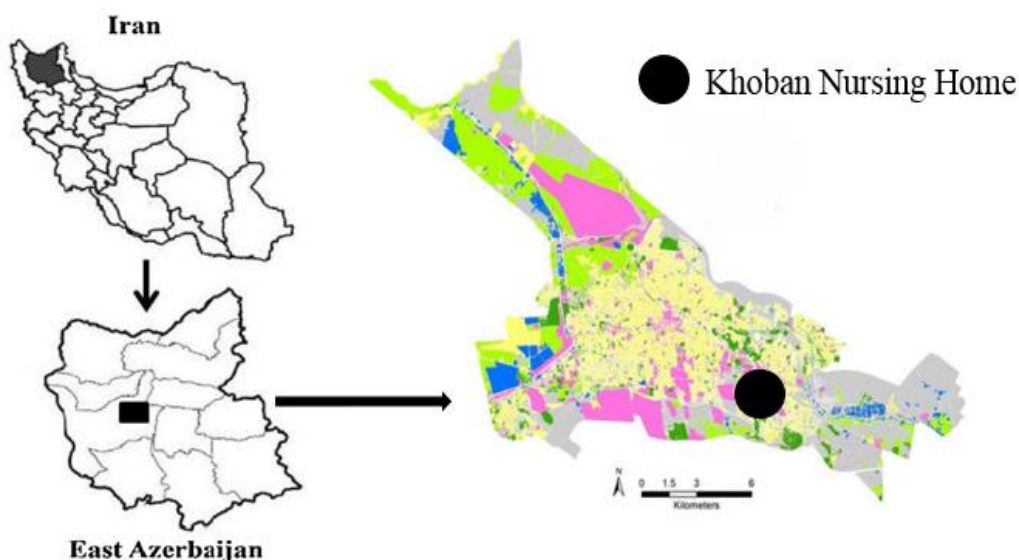 Iran
Khoban Nursing Home
East Azerbaijan
N
0 1.5 3 6
Kilometers